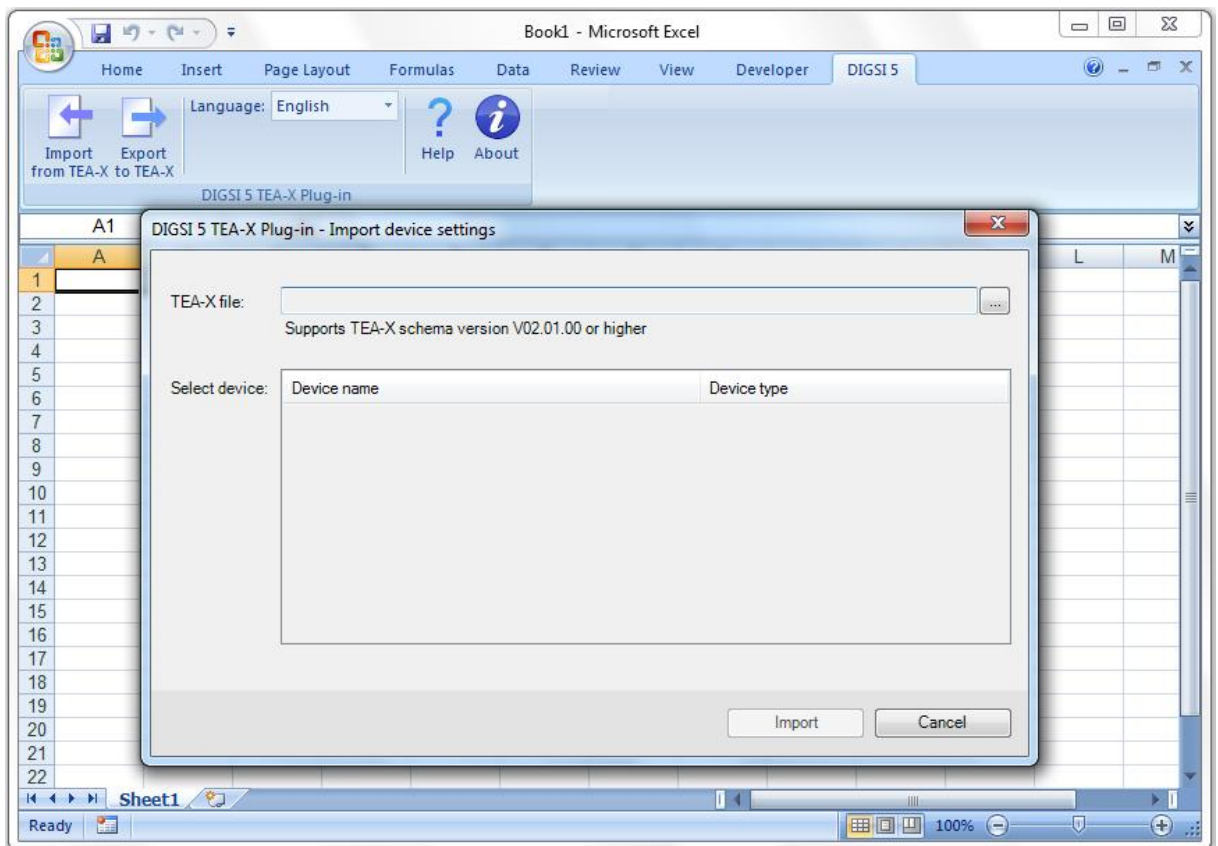 Book1 - Microsoft Excel
Home Insert Page Layout Formulas Data Review View Developer DIGSI 5
Language: English
Import from TEA-X
Export to TEA-X
Help About
DIGSI 5 TEA-X Plug-in
A1
DIGSI 5 TEA-X Plug-in - Import device settings
A L M
1
2
3
4
5
6
7
8
9
10
11
12
13
14
15
16
17
18
19
20
21
22
TEA-X file: ...
Supports TEA-X schema version V02.01.00 or higher
Select device: Device name Device type
Import Cancel
Sheet1
Ready 100%